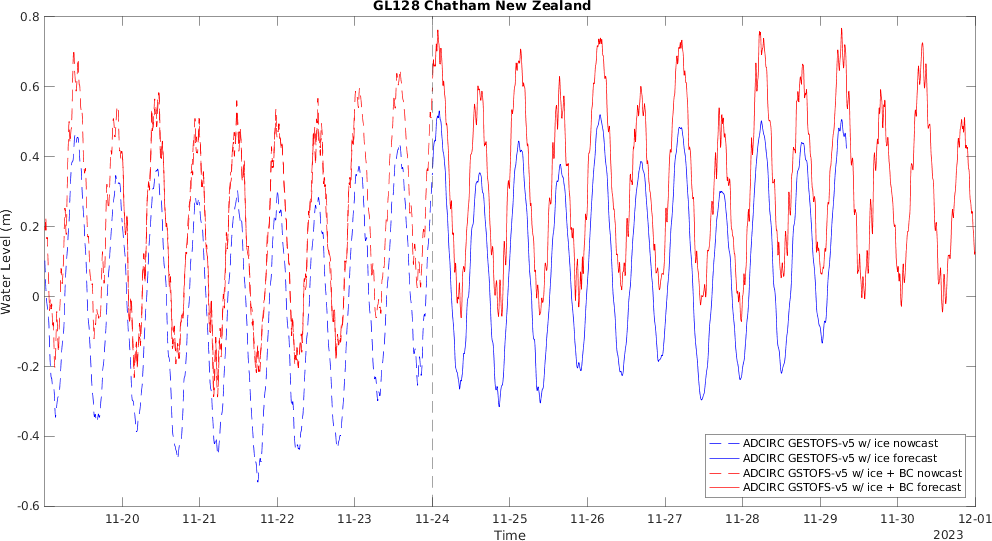 GL128 Chatham New Zealand
0.8
0.6
0.4
0.2
0
-0.2
-0.4
-0.6
Water Level (m)
ADCIRC GESTOFS-v5 w/ ice nowcast
ADCIRC GESTOFS-v5 w/ ice forecast
ADCIRC GSTOFS-v5 w/ ice + BC nowcast
ADCIRC GSTOFS-v5 w/ ice + BC forecast
11-20 11-21 11-22 11-23 11-24 11-25 11-26 11-27 11-28 11-29 11-30 12-01
Time
2023